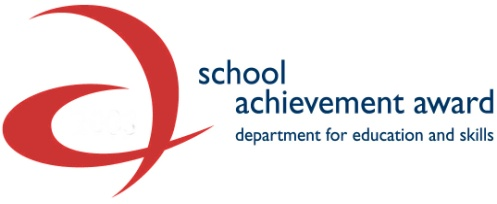 school
achievement award
department for education and skills